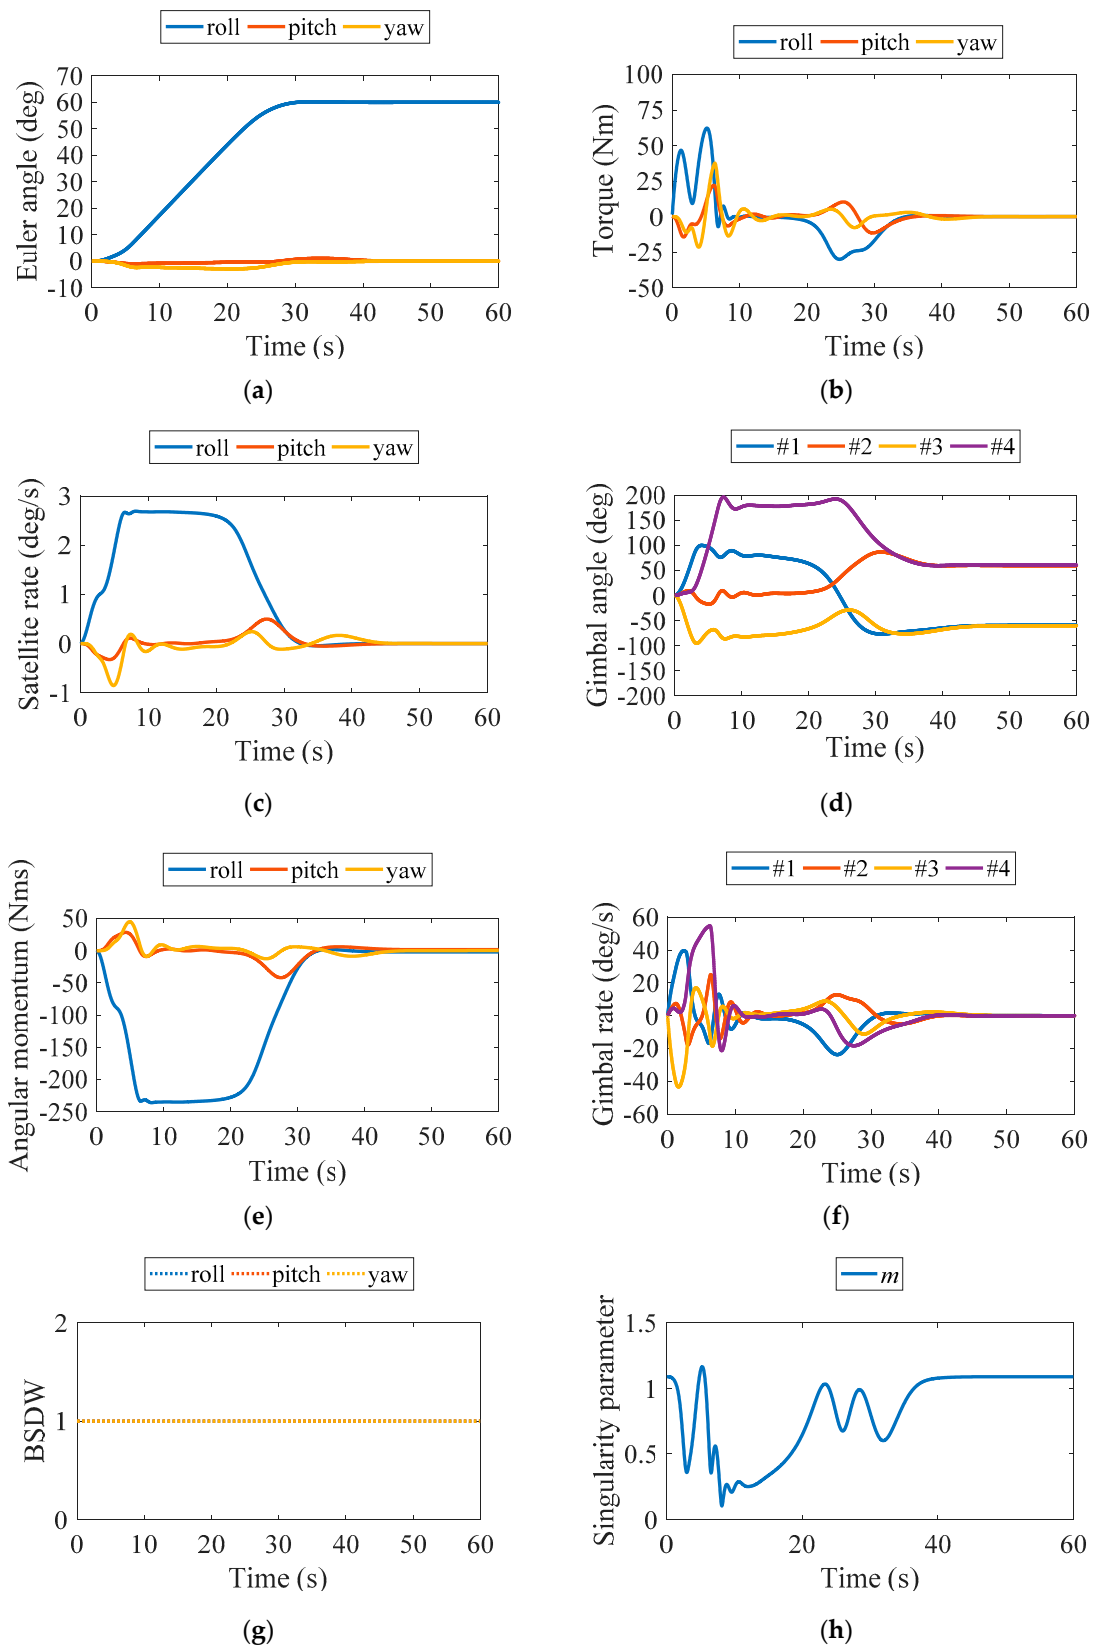 roll pitch yaw
Euler angle (deg)
70
60
50
40
30
20
10
0
-10
0 10 20 30 40 50 60
Time (s)
(a)
roll pitch yaw
Torque (Nm)
100
75
50
25
0
-25
-50
0 10 20 30 40 50 60
Time (s)
(b)
roll pitch yaw
Satellite rate (deg/s)
3
2
1
0
-1
0 10 20 30 40 50 60
Time (s)
(c)
#1 #2 #3 #4
Gimbal angle (deg)
200
150
100
50
0
-50
-100
-150
-200
0 10 20 30 40 50 60
Time (s)
(d)
roll pitch yaw
Angular momentum (Nms)
50
0
-50
-100
-150
-200
-250
0 10 20 30 40 50 60
Time (s)
(e)
#1 #2 #3 #4
Gimbal rate (deg/s)
60
40
20
0
-20
-40
-60
0 10 20 30 40 50 60
Time (s)
(f)
roll pitch yaw
BSDW
2
1
0
0 10 20 30 40 50 60
Time (s)
(g)
m
Singularity parameter
1.5
1
0.5
0
0 20 40 60
Time (s)
(h)